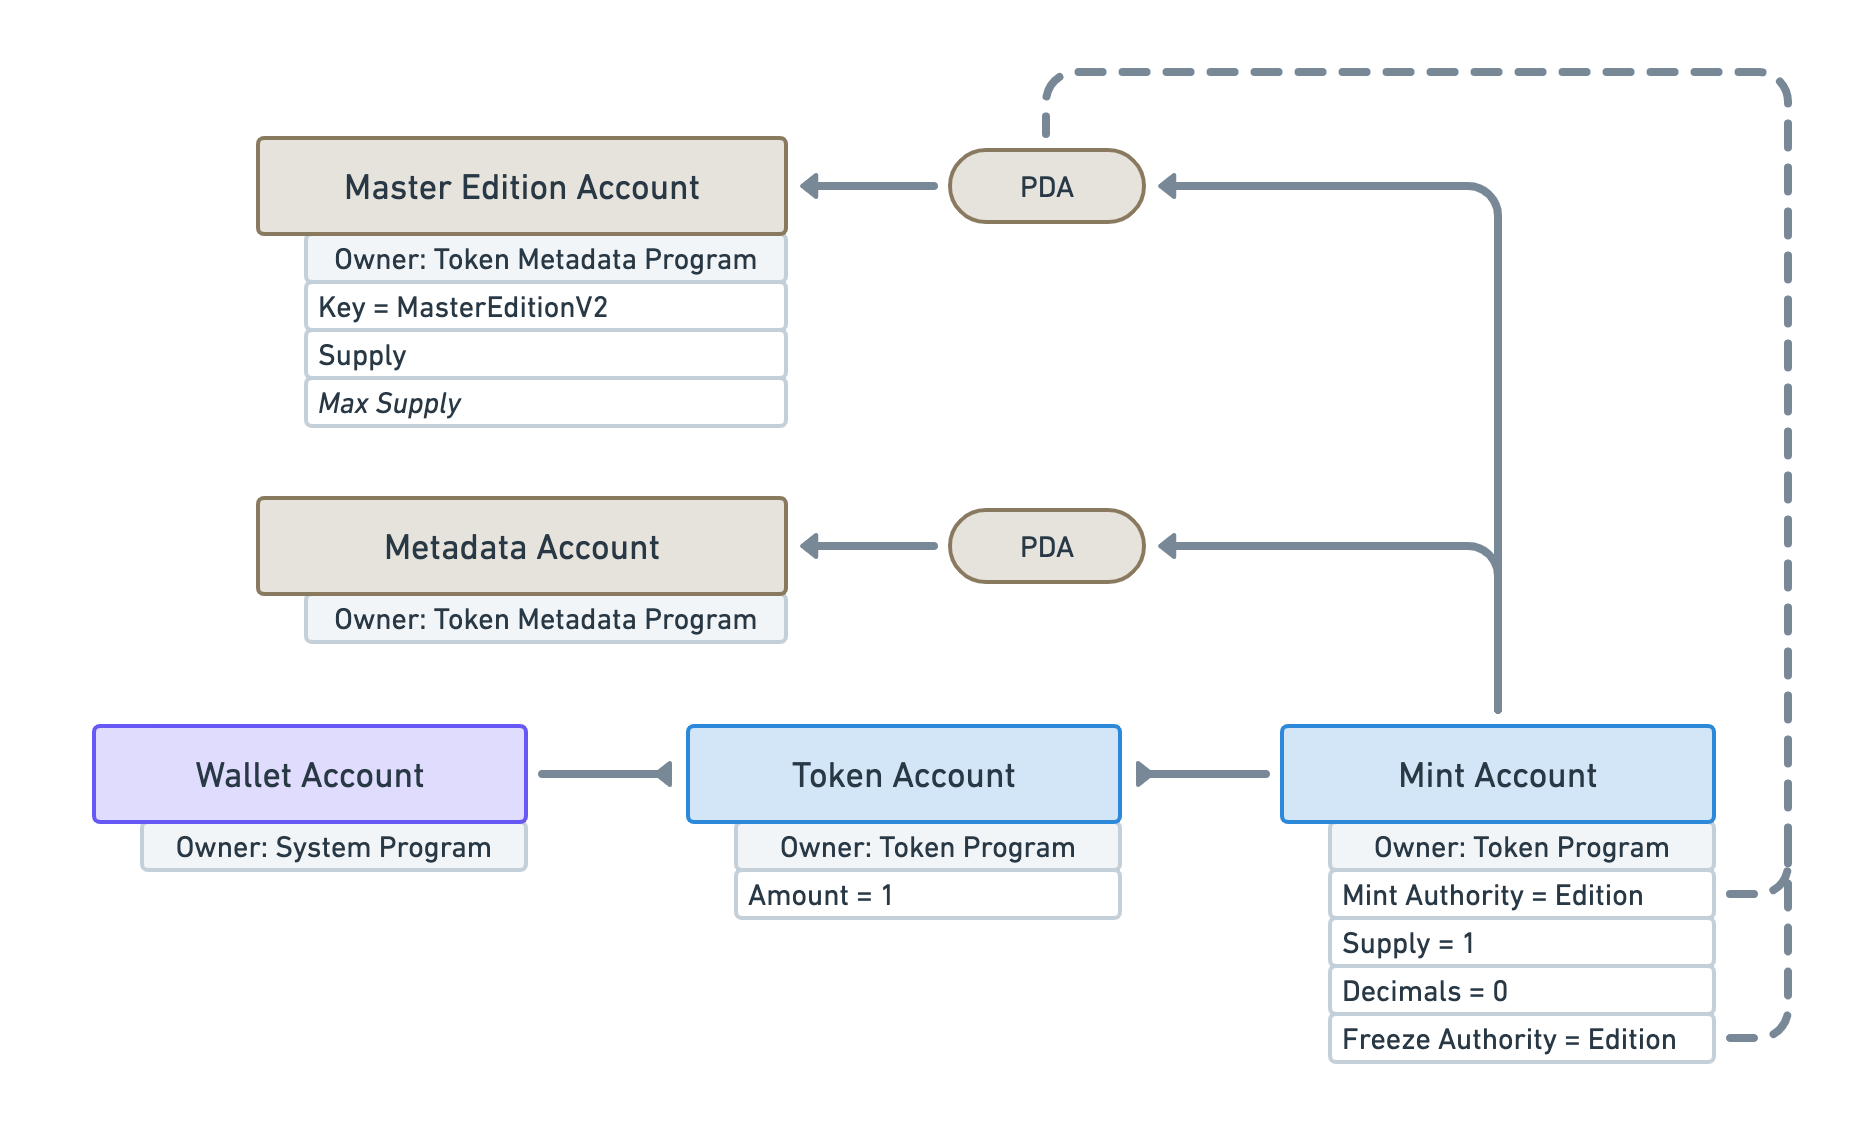 Master Edition Account
PDA
Owner: Token Metadata Program
Key = MasterEditionV2
Supply
Max Supply
Metadata Account
PDA
Owner: Token Metadata Program
Wallet Account
Owner: System Program
Token Account
Owner: Token Program
Amount = 1
Mint Account
Owner: Token Program
Mint Authority = Edition
Supply = 1
Decimals = 0
Freeze Authority = Edition